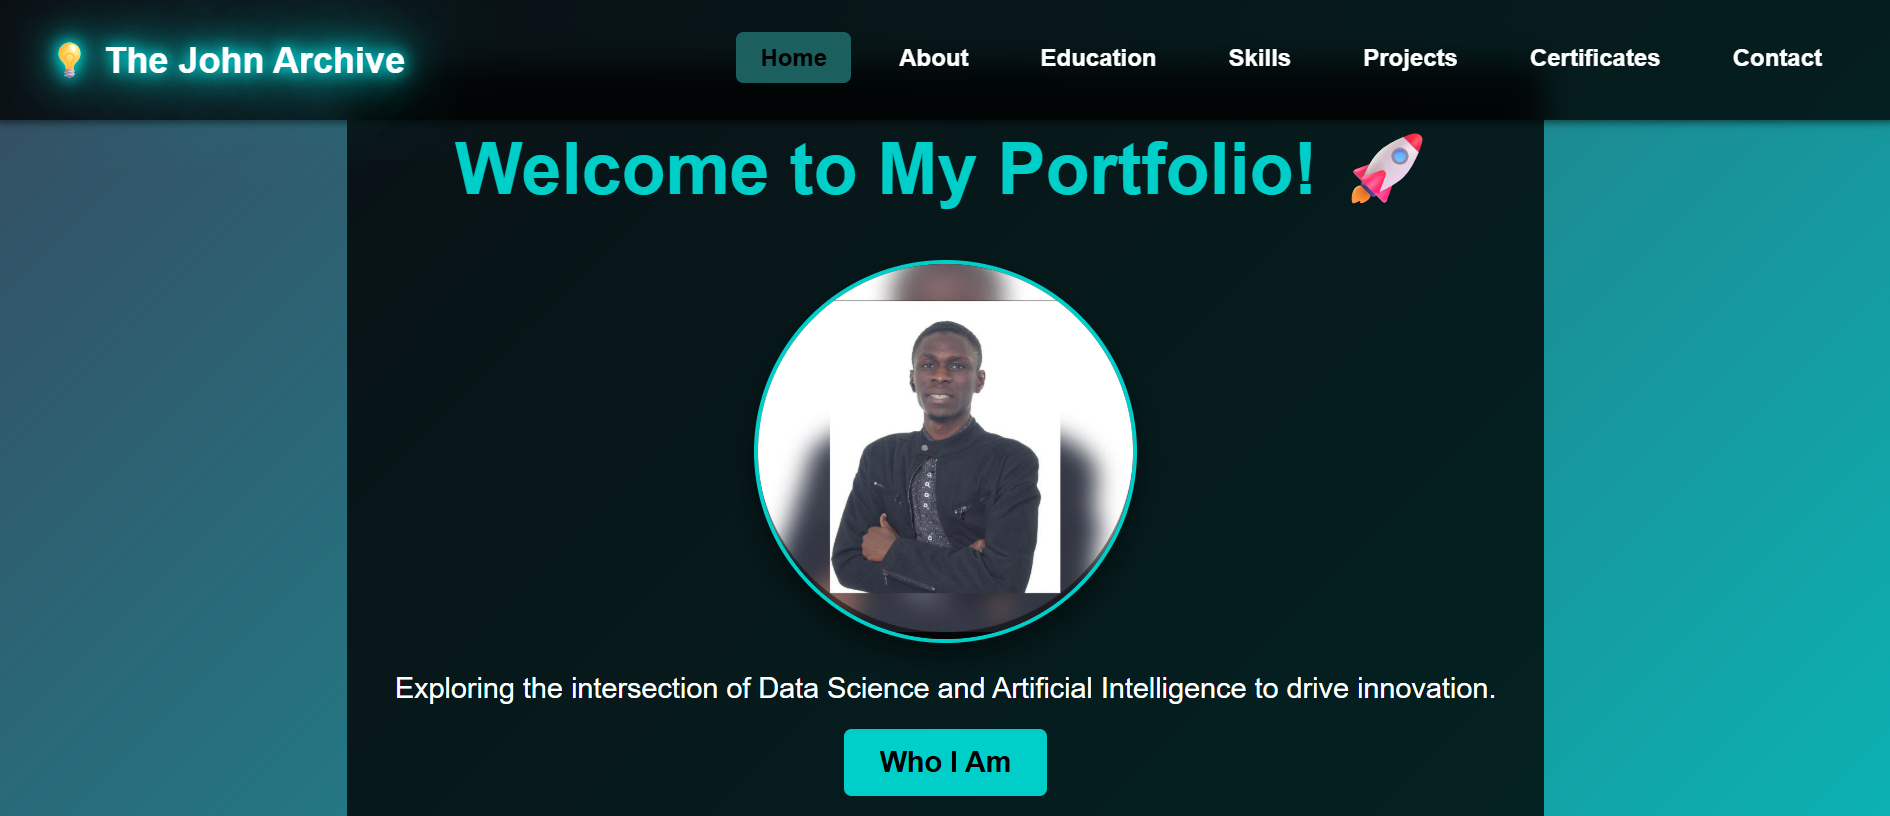 💡 The John Archive
Home About Education Skills Projects Certificates Contact
Welcome to My Portfolio! 🚀
Exploring the intersection of Data Science and Artificial Intelligence to drive innovation.
Who I Am